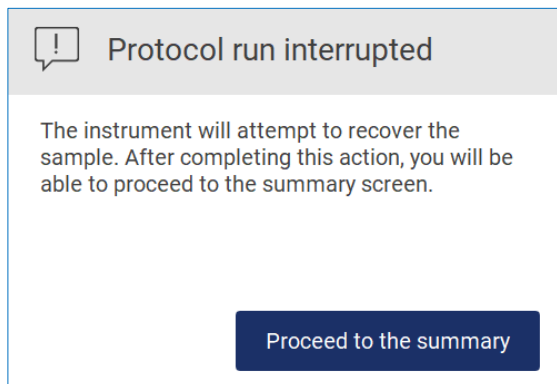 Protocol run interrupted
The instrument will attempt to recover the
sample. After completing this action, you will be
able to proceed to the summary screen.
Proceed to the summary